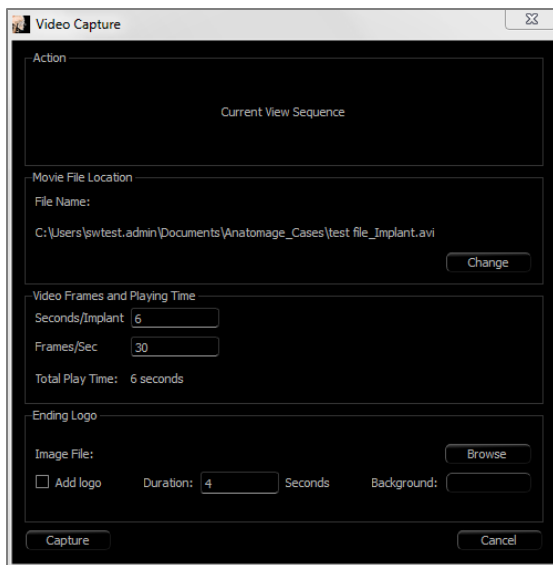 Video Capture
Action
Current View Sequence
Movie File Location
File Name:
C:\Users\swtest.admin\Documents\Anatomage_Cases\test file_Implant.avi
Change
Video Frames and Playing Time
Seconds/Implant 6
Frames/Sec 30
Total Play Time: 6 seconds
Ending Logo
Image File: Browse
Add logo Duration: 4 Seconds Background:
Capture Cancel